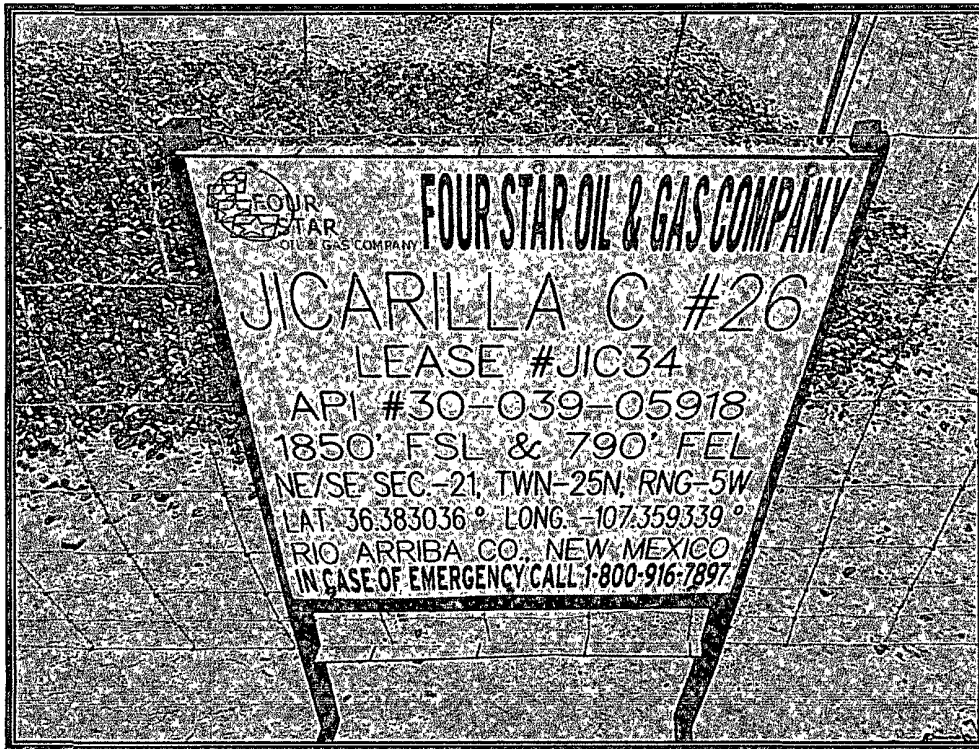 FOUR
STAR
OIL & GAS COMPANY
FOUR STAR OIL & GAS COMPANY
JICARILLA C #26
LEASE #JIC34
API #30-039-05918
1850' FSL & 790' FEL
NE/SE SEC.-21, TWN-25N, RNG-5W
LAT. 36.383036° LONG. -107.359339°
RIO ARRIBA CO., NEW MEXICO
IN CASE OF EMERGENCY CALL 1-800-916-7897